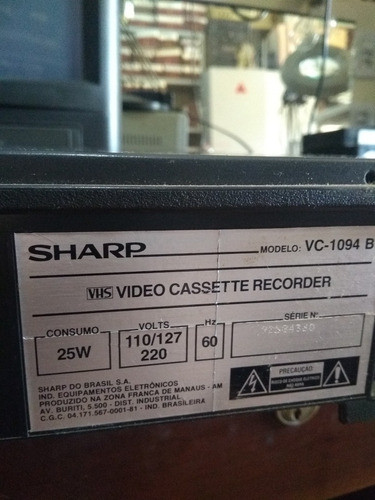 SHARP
MODELO: VC-1094 B
VHS VIDEO CASSETTE RECORDER
CONSUMO
25W
VOLTS
110/127
220
Hz
60
SÉRIE Nº
PRECAUÇÃO:
SHARP DO BRASIL S.A.
IND. EQUIPAMENTOS ELETRÔNICOS
PRODUZIDO NA ZONA FRANCA DE MANAUS - AM
AV. BURITI, 5.500 - DIST. INDUSTRIAL
C.G.C. 04.171.567-0001-81 - IND. BRASILEIRA